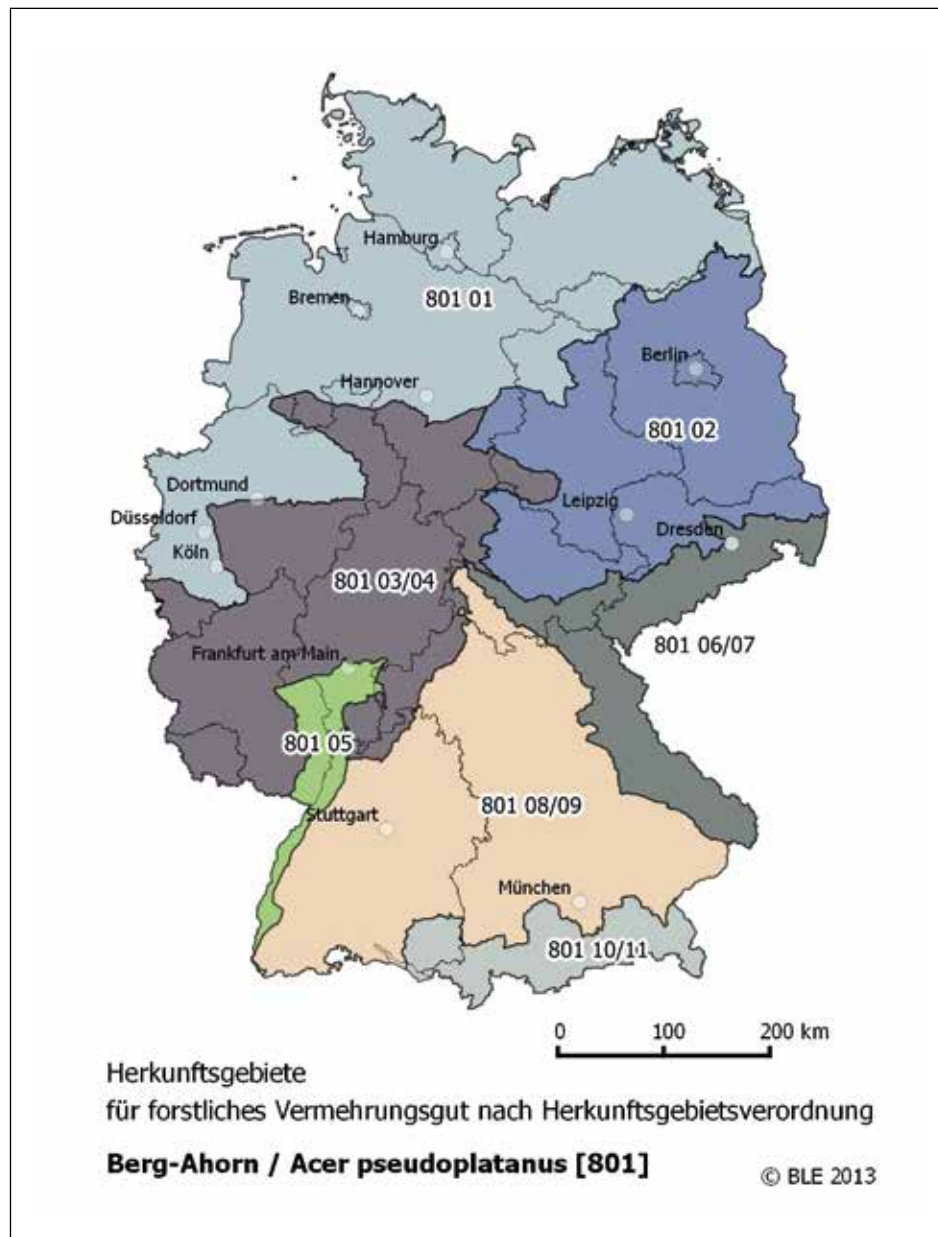 Hamburg
801 01
Bremen
Berlin
Hannover
801 02
Dortmund
Leipzig
Düsseldorf
Dresden
Köln
801 03/04
801 06/07
Frankfurt am Main
801 05
801 08/09
Stuttgart
München
801 10/11
0 100 200 km
Herkunftsgebiete
für forstliches Vermehrungsgut nach Herkunftsgebietsverordnung
Berg-Ahorn / Acer pseudoplatanus [801]
© BLE 2013